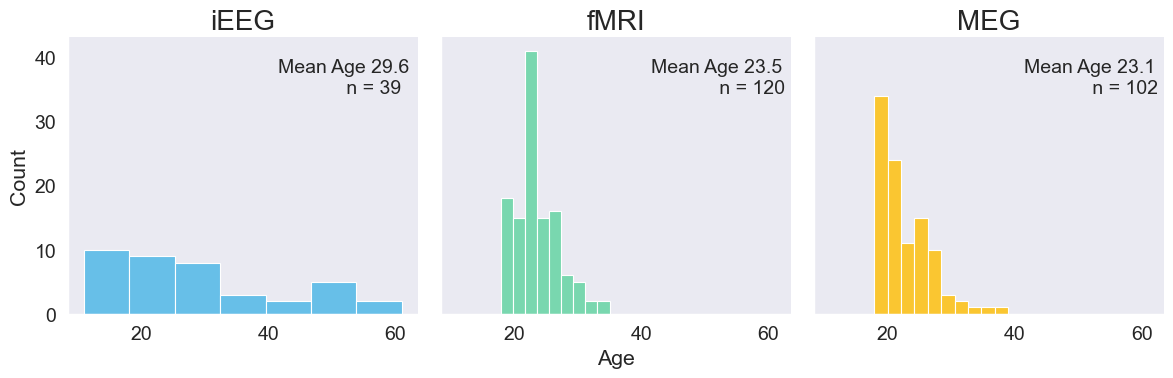 iEEG
fMRI
MEG
Mean Age 29.6
n = 39
Mean Age 23.5
n = 120
Mean Age 23.1
n = 102
Count
40
30
20
10
0
20 40 60
20 40 60
20 40 60
Age